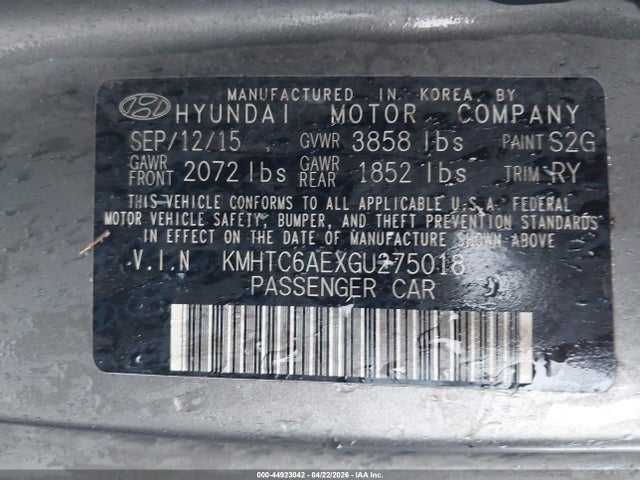 MANUFACTURED IN KOREA BY
HYUNDAI MOTOR COMPANY
SEP/12/15 GVWR 3858 lbs PAINT S2G
GAWR FRONT 2072 lbs GAWR REAR 1852 lbs TRIM RY
THIS VEHICLE CONFORMS TO ALL APPLICABLE U.S.A. FEDERAL
MOTOR VEHICLE SAFETY, BUMPER, AND THEFT PREVENTION STANDARDS
IN EFFECT ON THE DATE OF MANUFACTURE SHOWN ABOVE.
V.I.N KMHTC6AEXGU275018
PASSENGER CAR
000-44923042 - 04/22/2026 - IAA Inc.